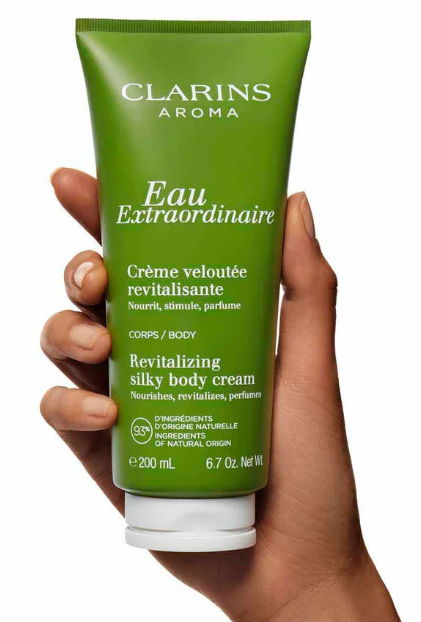 CLARINS
AROMA
Eau
Extraordinaire
Crème veloutée
revitalisante
Nourrit, stimule, parfume
CORPS / BODY
Revitalizing
silky body cream
Nourishes, revitalizes, perfumes
93%
D'INGRÉDIENTS
D'ORIGINE NATURELLE
INGREDIENTS
OF NATURAL ORIGIN
℮ 200 mL 6.7 Oz. Net Wt.